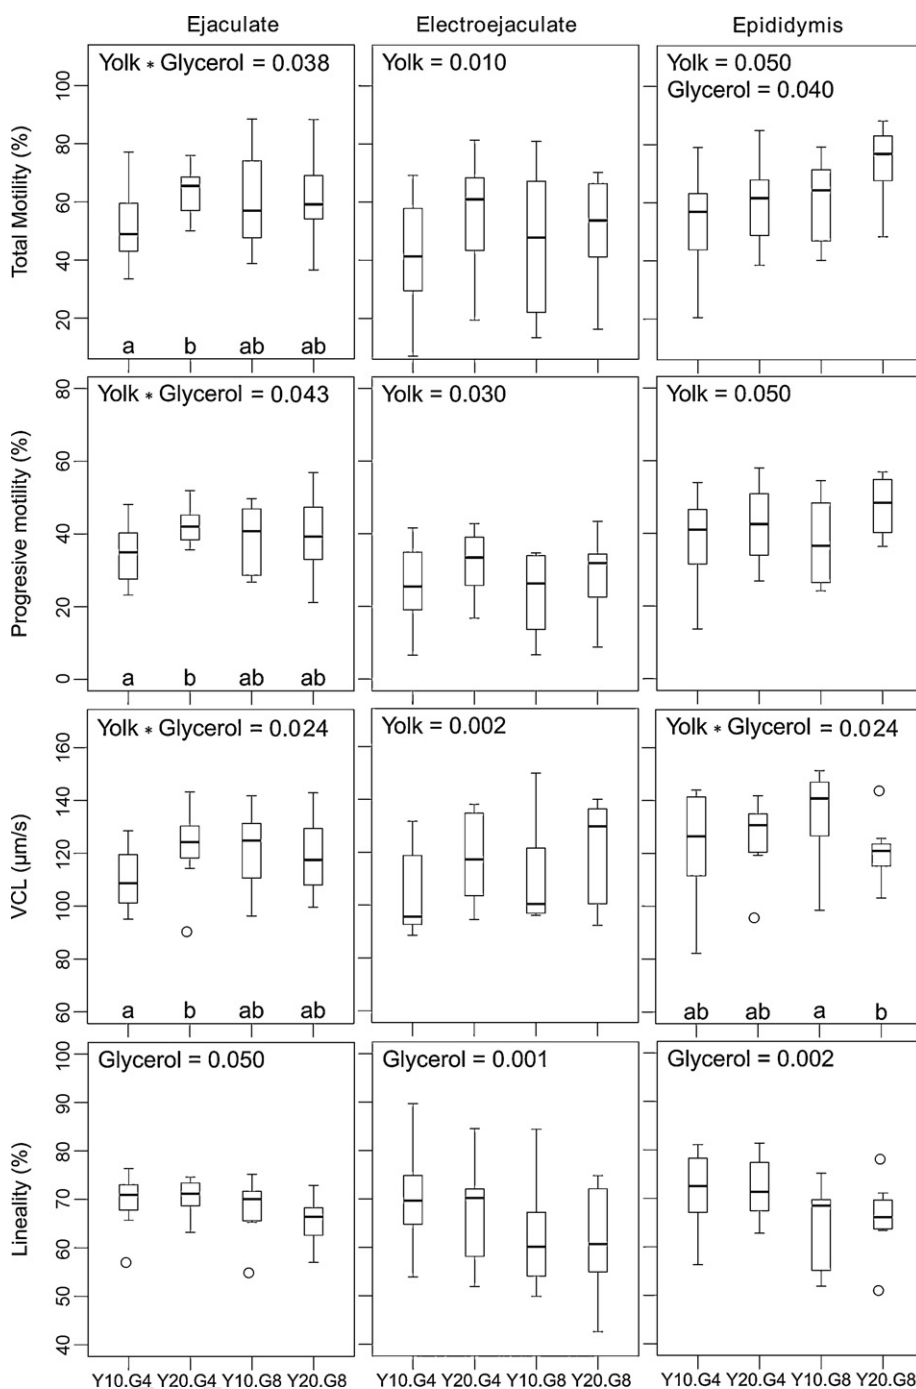 Ejaculate Electroejaculate Epididymis
Total Motility (%)
100
80
60
40
20
Yolk * Glycerol = 0.038
a b ab ab
Yolk = 0.010
Yolk = 0.050
Glycerol = 0.040
Progresive motility (%)
80
60
40
20
0
Yolk * Glycerol = 0.043
a b ab ab
Yolk = 0.030
Yolk = 0.050
VCL (µm/s)
160
140
120
100
80
60
Yolk * Glycerol = 0.024
a b ab ab
Yolk = 0.002
Yolk * Glycerol = 0.024
ab ab a b
Lineality (%)
100
90
80
70
60
50
40
Glycerol = 0.050
Glycerol = 0.001
Glycerol = 0.002
Y10.G4 Y20.G4 Y10.G8 Y20.G8 Y10.G4 Y20.G4 Y10.G8 Y20.G8 Y10.G4 Y20.G4 Y10.G8 Y20.G8